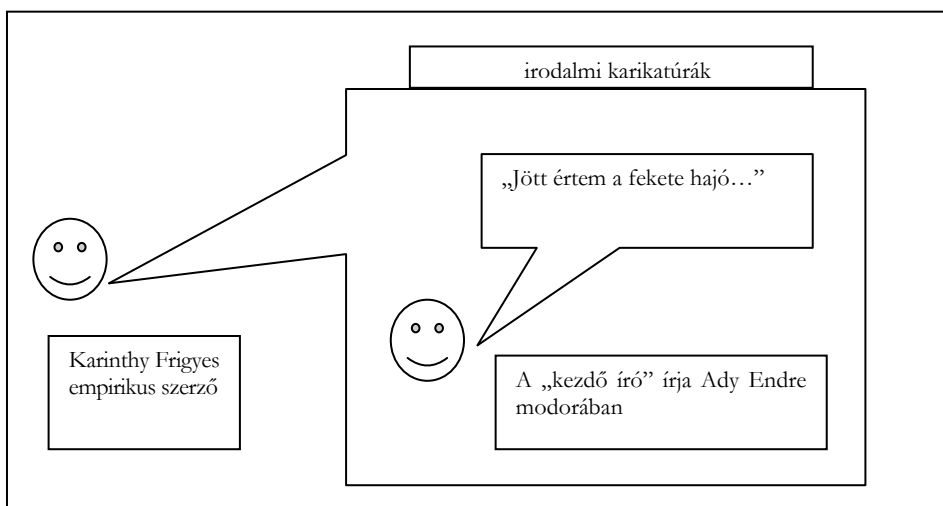 irodalmi karikatúrák
„Jött értem a fekete hajó…”
Karinthy Frigyes
empirikus szerző
A „kezdő író” írja Ady Endre
modorában